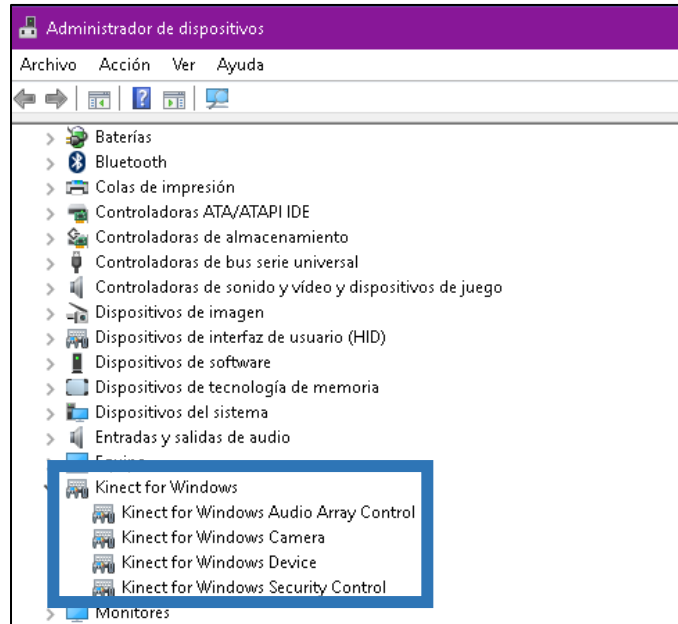 Administrador de dispositivos
Archivo Acción Ver Ayuda
Baterías
Bluetooth
Colas de impresión
Controladoras ATA/ATAPI IDE
Controladoras de almacenamiento
Controladoras de bus serie universal
Controladoras de sonido y vídeo y dispositivos de juego
Dispositivos de imagen
Dispositivos de interfaz de usuario (HID)
Dispositivos de software
Dispositivos de tecnología de memoria
Dispositivos del sistema
Entradas y salidas de audio
Kinect for Windows
Kinect for Windows Audio Array Control
Kinect for Windows Camera
Kinect for Windows Device
Kinect for Windows Security Control
Monitores